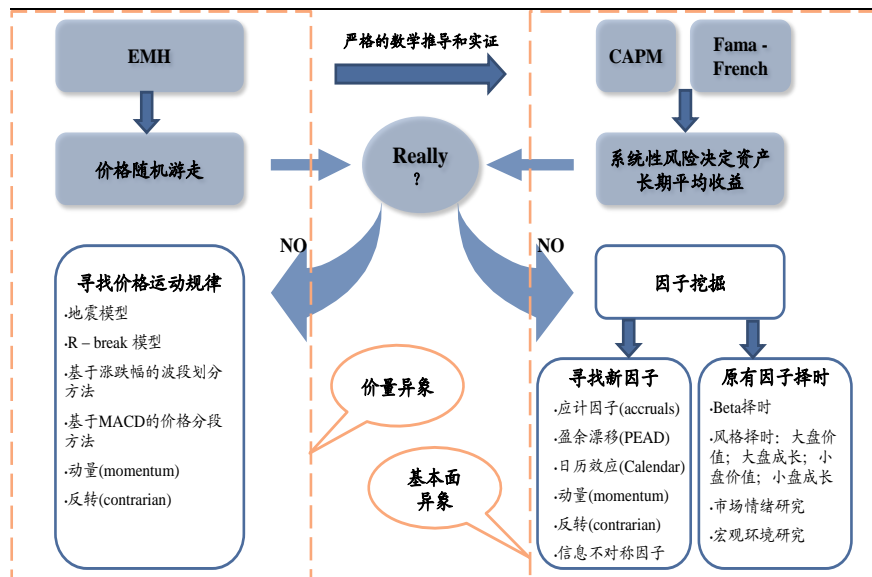 EMH
严格的数学推导和实证
CAPM
Fama -
French
价格随机游走
Really
?
系统性风险决定资产
长期平均收益
NO
NO
寻找价格运动规律
·地震模型
·R – break 模型
·基于涨跌幅的波段划分
方法
·基于MACD的价格分段
方法
·动量(momentum)
·反转(contrarian)
价量异象
基本面
异象
因子挖掘
寻找新因子
·应计因子(accruals)
·盈余漂移(PEAD)
·日历效应(Calendar)
·动量(momentum)
·反转(contrarian)
·信息不对称因子
原有因子择时
·Beta择时
·风格择时：大盘价
值；大盘成长；小
盘价值；小盘成长
·市场情绪研究
·宏观环境研究